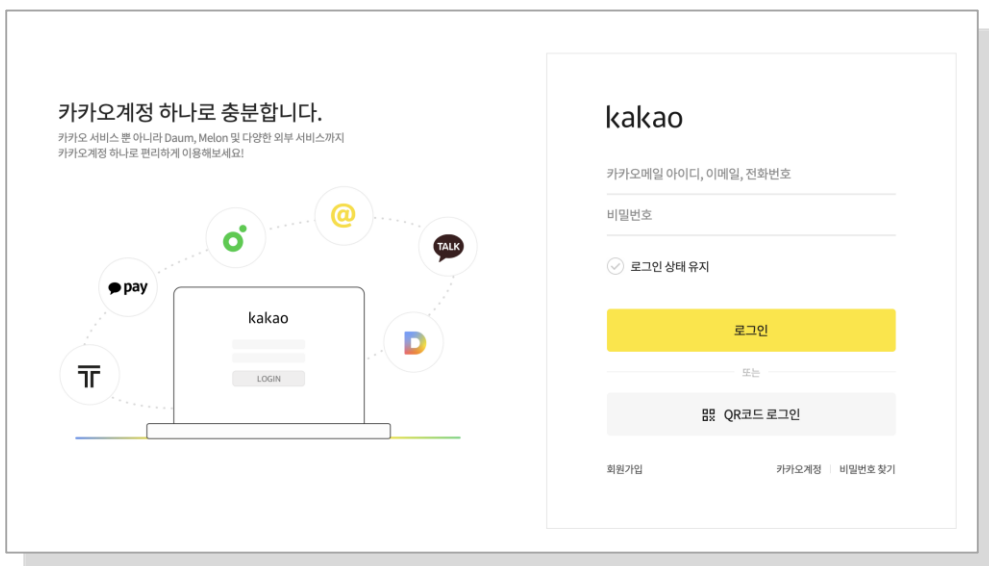 카카오계정 하나로 충분합니다.
카카오 서비스 뿐 아니라 Daum, Melon 및 다양한 외부 서비스까지
카카오계정 하나로 편리하게 이용해보세요!
@
TALK
pay
kakao
LOGIN
D
T
kakao
카카오메일 아이디, 이메일, 전화번호
비밀번호
로그인 상태 유지
로그인
또는
QR코드 로그인
회원가입
카카오계정 | 비밀번호 찾기